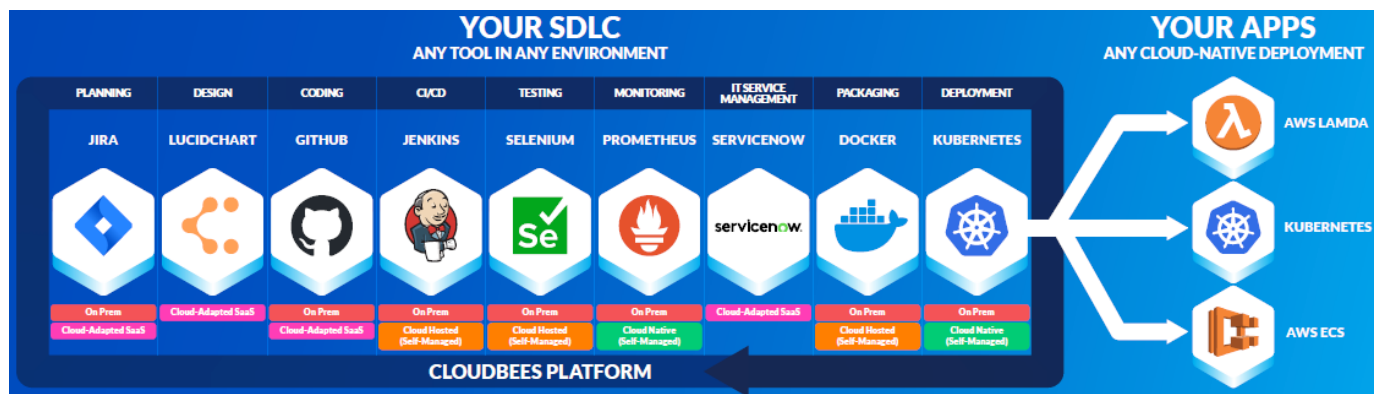 YOUR SDLC
ANY TOOL IN ANY ENVIRONMENT
YOUR APPS
ANY CLOUD-NATIVE DEPLOYMENT
PLANNING
DESIGN
CODING
CI/CD
TESTING
MONITORING
IT SERVICE
MANAGEMENT
PACKAGING
DEPLOYMENT
JIRA
LUCIDCHART
GITHUB
JENKINS
SELENIUM
PROMETHEUS
SERVICENOW
DOCKER
KUBERNETES
Se
servicenow.
On Prem
Cloud-Adapted SaaS
Cloud-Adapted SaaS
On Prem
Cloud-Adapted SaaS
On Prem
Cloud Hosted
(Self-Managed)
On Prem
Cloud Hosted
(Self-Managed)
On Prem
Cloud Native
(Self-Managed)
Cloud-Adapted SaaS
On Prem
Cloud Hosted
(Self-Managed)
On Prem
Cloud Native
(Self-Managed)
CLOUDBEES PLATFORM
AWS LAMDA
KUBERNETES
AWS ECS